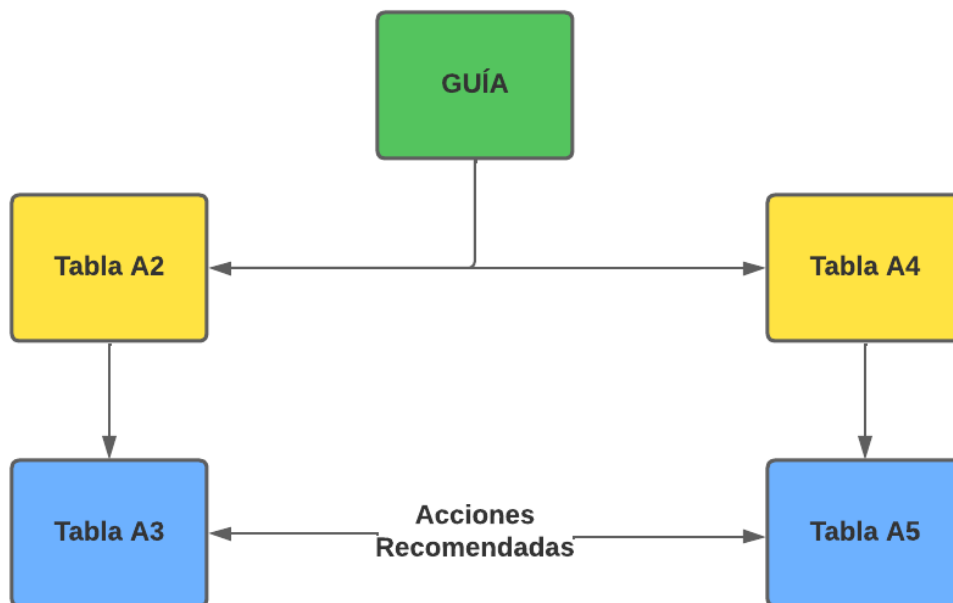 GUÍA
Tabla A2
Tabla A4
Tabla A3
Acciones
Recomendadas
Tabla A5